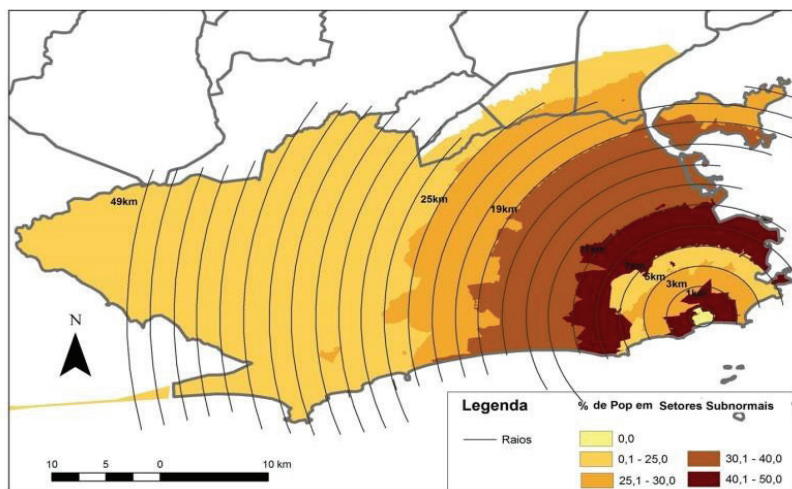 49km
25km
19km
5km
3km
N
10 5 0 10 km
Legenda
Raios
% de Pop em Setores Subnormais
0,0
0,1 - 25,0
25,1 - 30,0
30,1 - 40,0
40,1 - 50,0